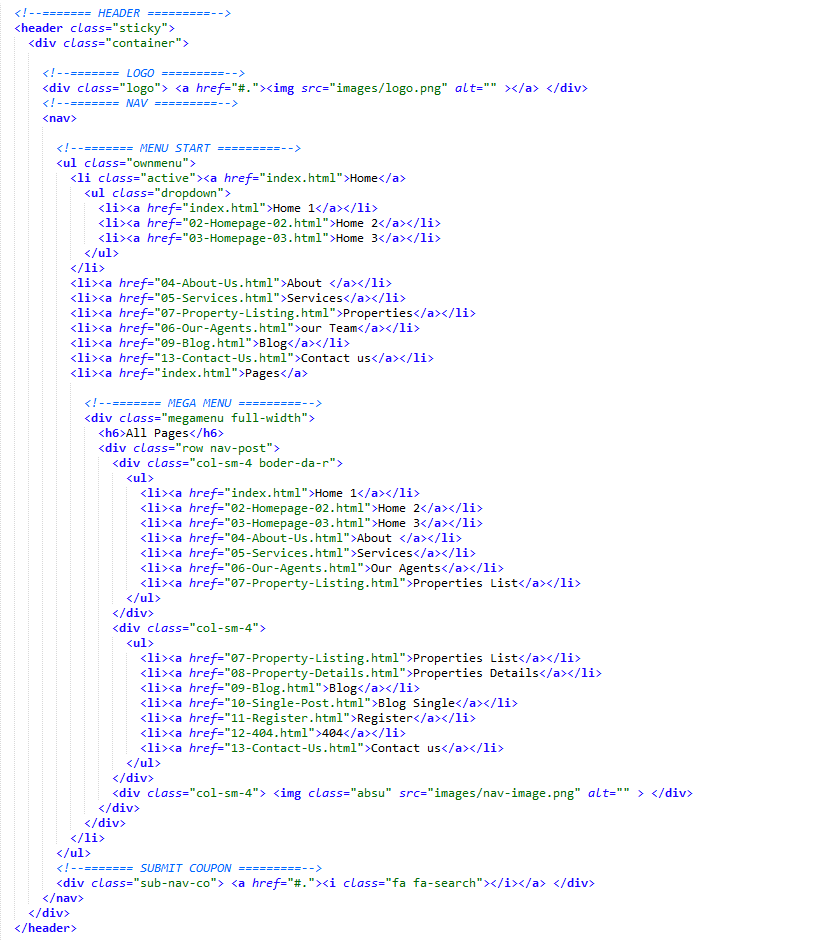 <!--======= HEADER =========-->
<header class="sticky">
<div class="container">
<!--======= LOGO =========-->
<div class="logo"> <a href="#."><img src="images/logo.png" alt="" ></a> </div>
<!--======= NAV =========-->
<nav>
<!--======= MENU START =========-->
<ul class="ownmenu">
<li class="active"><a href="index.html">Home</a>
<ul class="dropdown">
<li><a href="index.html">Home 1</a></li>
<li><a href="02-Homepage-02.html">Home 2</a></li>
<li><a href="03-Homepage-03.html">Home 3</a></li>
</ul>
</li>
<li><a href="04-About-Us.html">About </a></li>
<li><a href="05-Services.html">Services</a></li>
<li><a href="07-Property-Listing.html">Properties</a></li>
<li><a href="06-Our-Agents.html">our Team</a></li>
<li><a href="09-Blog.html">Blog</a></li>
<li><a href="13-Contact-Us.html">Contact us</a></li>
<li><a href="index.html">Pages</a>
<!--======= MEGA MENU =========-->
<div class="megamenu full-width">
<h6>All Pages</h6>
<div class="row nav-post">
<div class="col-sm-4 boder-da-r">
<ul>
<li><a href="index.html">Home 1</a></li>
<li><a href="02-Homepage-02.html">Home 2</a></li>
<li><a href="03-Homepage-03.html">Home 3</a></li>
<li><a href="04-About-Us.html">About </a></li>
<li><a href="05-Services.html">Services</a></li>
<li><a href="06-Our-Agents.html">Our Agents</a></li>
<li><a href="07-Property-Listing.html">Properties List</a></li>
</ul>
</div>
<div class="col-sm-4">
<ul>
<li><a href="07-Property-Listing.html">Properties List</a></li>
<li><a href="08-Property-Details.html">Properties Details</a></li>
<li><a href="09-Blog.html">Blog</a></li>
<li><a href="10-Single-Post.html">Blog Single</a></li>
<li><a href="11-Register.html">Register</a></li>
<li><a href="12-404.html">404</a></li>
<li><a href="13-Contact-Us.html">Contact us</a></li>
</ul>
</div>
<div class="col-sm-4"> <img class="absu" src="images/nav-image.png" alt="" > </div>
</div>
</div>
</li>
</ul>
<!--======= SUBMIT COUPON =========-->
<div class="sub-nav-co"> <a href="#."><i class="fa fa-search"></i></a> </div>
</nav>
</div>
</header>